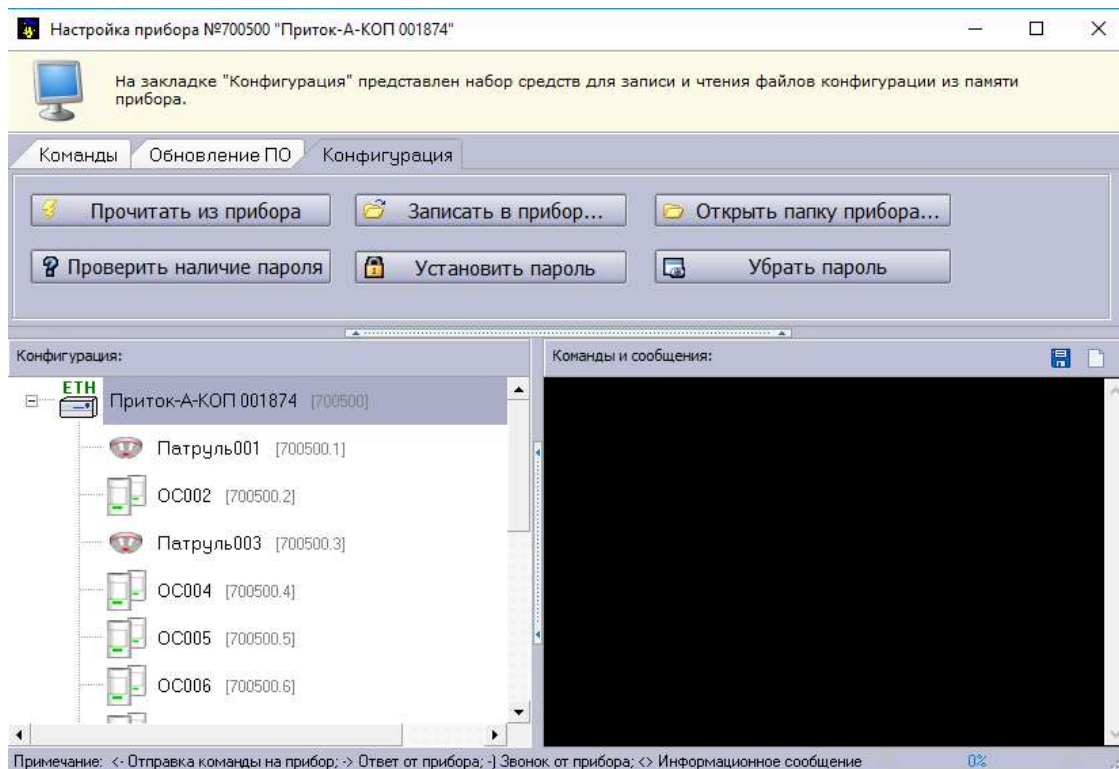 Настройка прибора №700500 "Приток-А-КОП 001874"
На закладке "Конфигурация" представлен набор средств для записи и чтения файлов конфигурации из памяти
прибора.
Команды Обновление ПО Конфигурация
Прочитать из прибора Записать в прибор... Открыть папку прибора...
Проверить наличие пароля Установить пароль Убрать пароль
Конфигурация: Команды и сообщения:
ETH
Приток-А-КОП 001874 [700500]
Патруль001 [700500.1]
ОС002 [700500.2]
Патруль003 [700500.3]
ОС004 [700500.4]
ОС005 [700500.5]
ОС006 [700500.6]
Примечание: <- Отправка команды на прибор; -> Ответ от прибора; -] Звонок от прибора; <> Информационное сообщение 0%